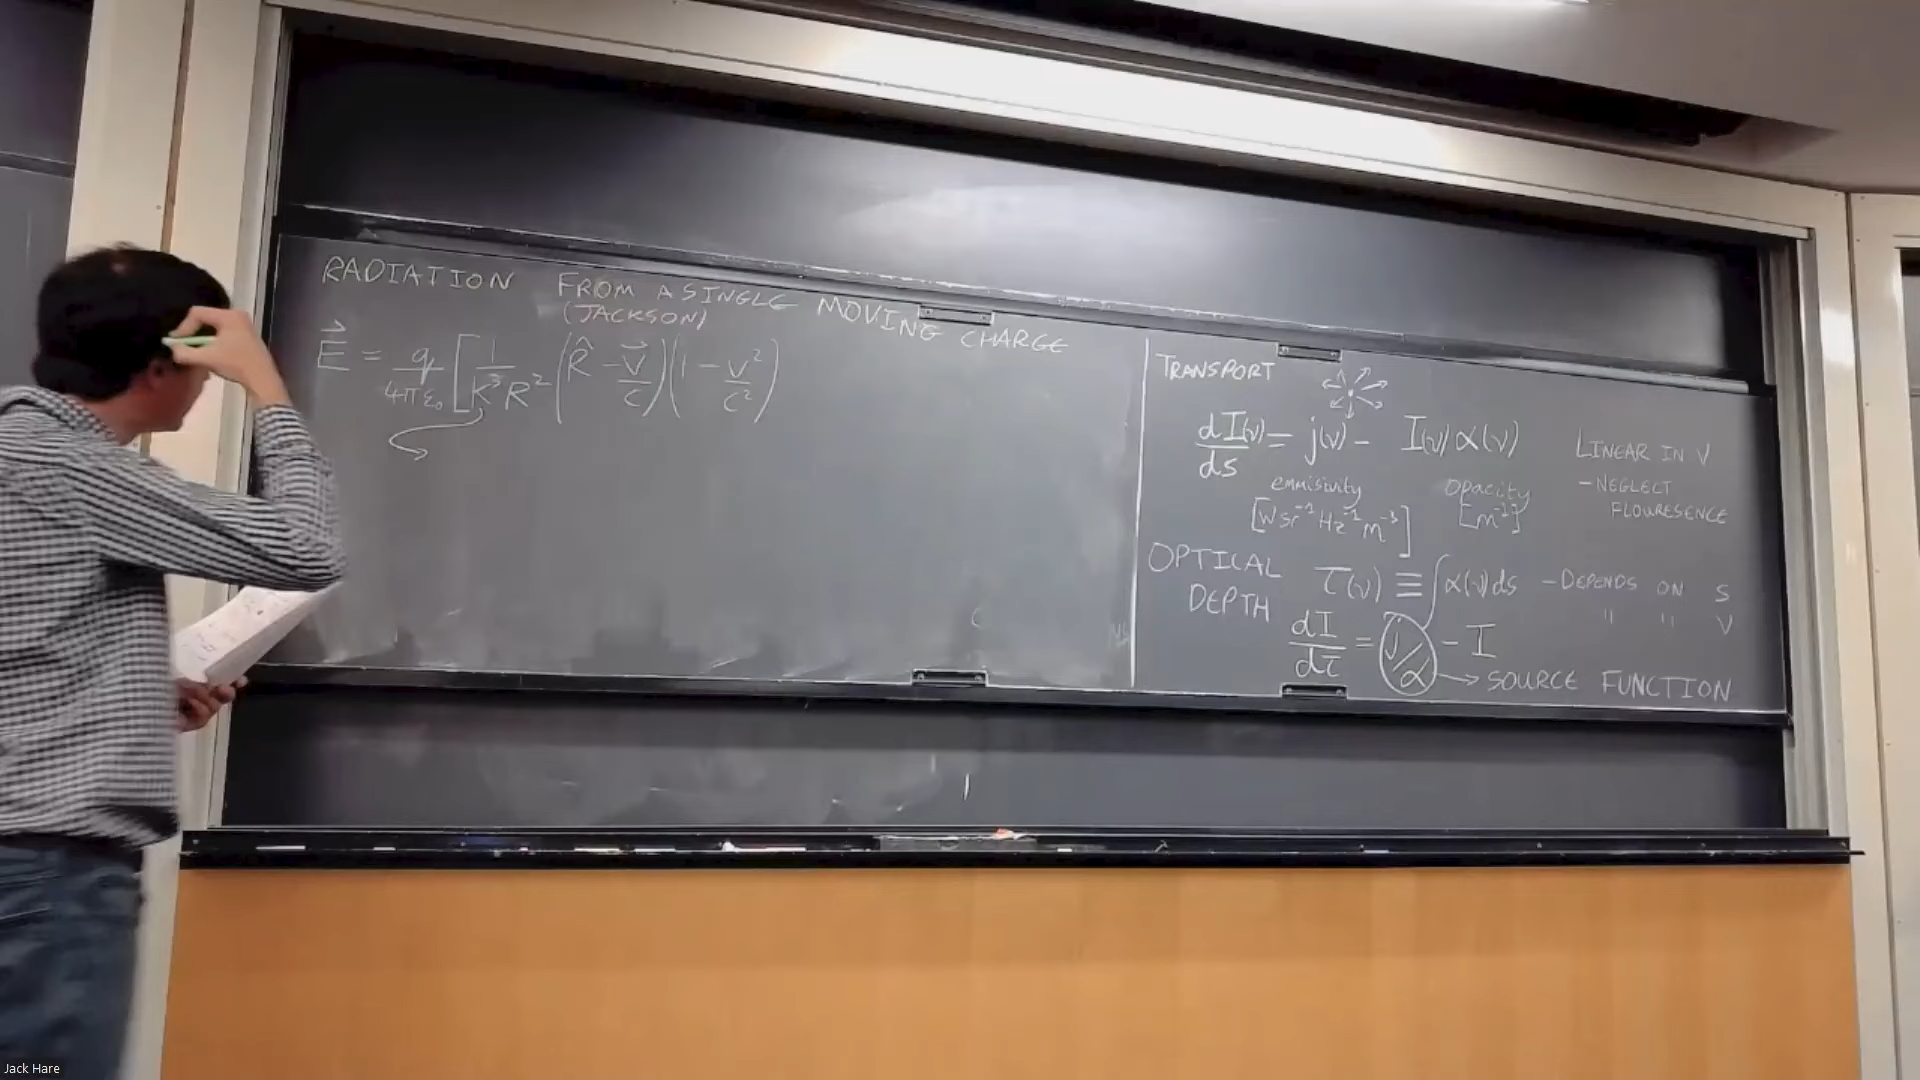 RADIATION FROM A SINGLE MOVING CHARGE
(JACKSON)
E⃗ = q/4πε₀ [ 1/K³R² (R̂ - v⃗/c)(1 - v²/c²)
TRANSPORT
dI(ν)/ds = j(ν) - I(ν) α(ν)
LINEAR IN ν
- NEGLECT
FLOURESENCE
emmisivity
[W sr⁻¹ Hz⁻¹ m⁻³]
opacity
[m⁻¹]
OPTICAL
DEPTH
τ(ν) ≡ ∫ α(ν) ds - DEPENDS ON S
" " ν
dI/dτ = j/α - I
→ SOURCE FUNCTION
Jack Hare